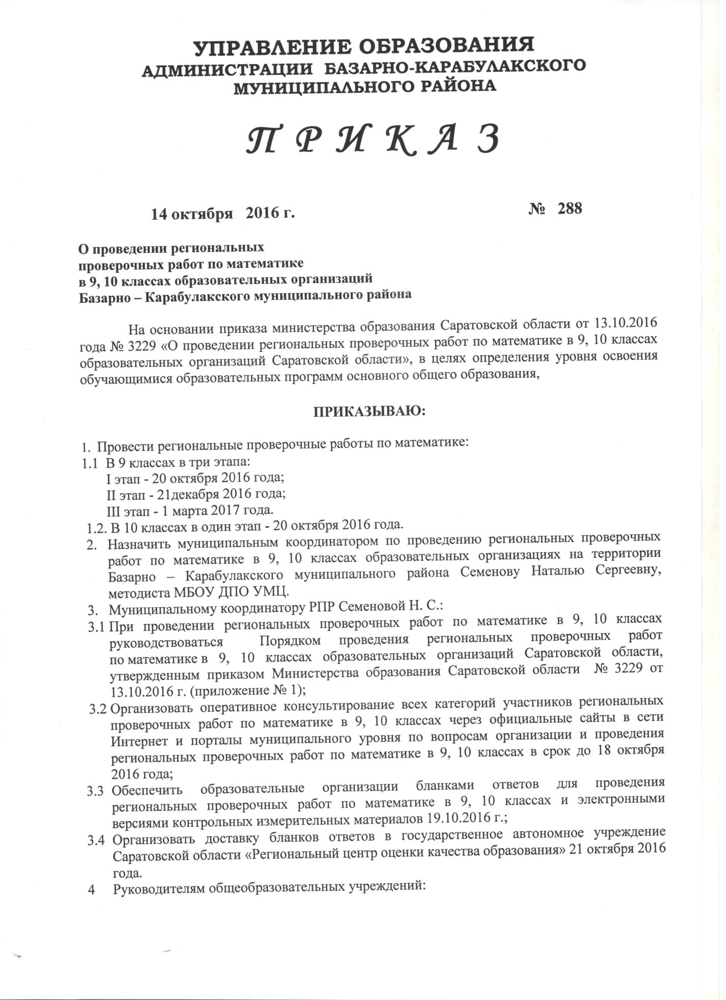 УПРАВЛЕНИЕ ОБРАЗОВАНИЯ
АДМИНИСТРАЦИИ БАЗАРНО-КАРАБУЛАКСКОГО
МУНИЦИПАЛЬНОГО РАЙОНА
П Р И К А З
14 октября 2016 г. № 288
О проведении региональных
проверочных работ по математике
в 9, 10 классах образовательных организаций
Базарно – Карабулакского муниципального района
На основании приказа министерства образования Саратовской области от 13.10.2016
года № 3229 «О проведении региональных проверочных работ по математике в 9, 10 классах
образовательных организаций Саратовской области», в целях определения уровня освоения
обучающимися образовательных программ основного общего образования,
ПРИКАЗЫВАЮ:
1. Провести региональные проверочные работы по математике:
1.1 В 9 классах в три этапа:
I этап - 20 октября 2016 года;
II этап - 21декабря 2016 года;
III этап - 1 марта 2017 года.
1.2. В 10 классах в один этап - 20 октября 2016 года.
2. Назначить муниципальным координатором по проведению региональных проверочных
работ по математике в 9, 10 классах образовательных организациях на территории
Базарно – Карабулакского муниципального района Семенову Наталью Сергеевну,
методиста МБОУ ДПО УМЦ.
3. Муниципальному координатору РПР Семеновой Н. С.:
3.1 При проведении региональных проверочных работ по математике в 9, 10 классах
руководствоваться Порядком проведения региональных проверочных работ
по математике в 9, 10 классах образовательных организаций Саратовской области,
утвержденным приказом Министерства образования Саратовской области № 3229 от
13.10.2016 г. (приложение № 1);
3.2 Организовать оперативное консультирование всех категорий участников региональных
проверочных работ по математике в 9, 10 классах через официальные сайты в сети
Интернет и порталы муниципального уровня по вопросам организации и проведения
региональных проверочных работ по математике в 9, 10 классах в срок до 18 октября
2016 года;
3.3 Обеспечить образовательные организации бланками ответов для проведения
региональных проверочных работ по математике в 9, 10 классах и электронными
версиями контрольных измерительных материалов 19.10.2016 г.;
3.4 Организовать доставку бланков ответов в государственное автономное учреждение
Саратовской области «Региональный центр оценки качества образования» 21 октября 2016
года.
4 Руководителям общеобразовательных учреждений: